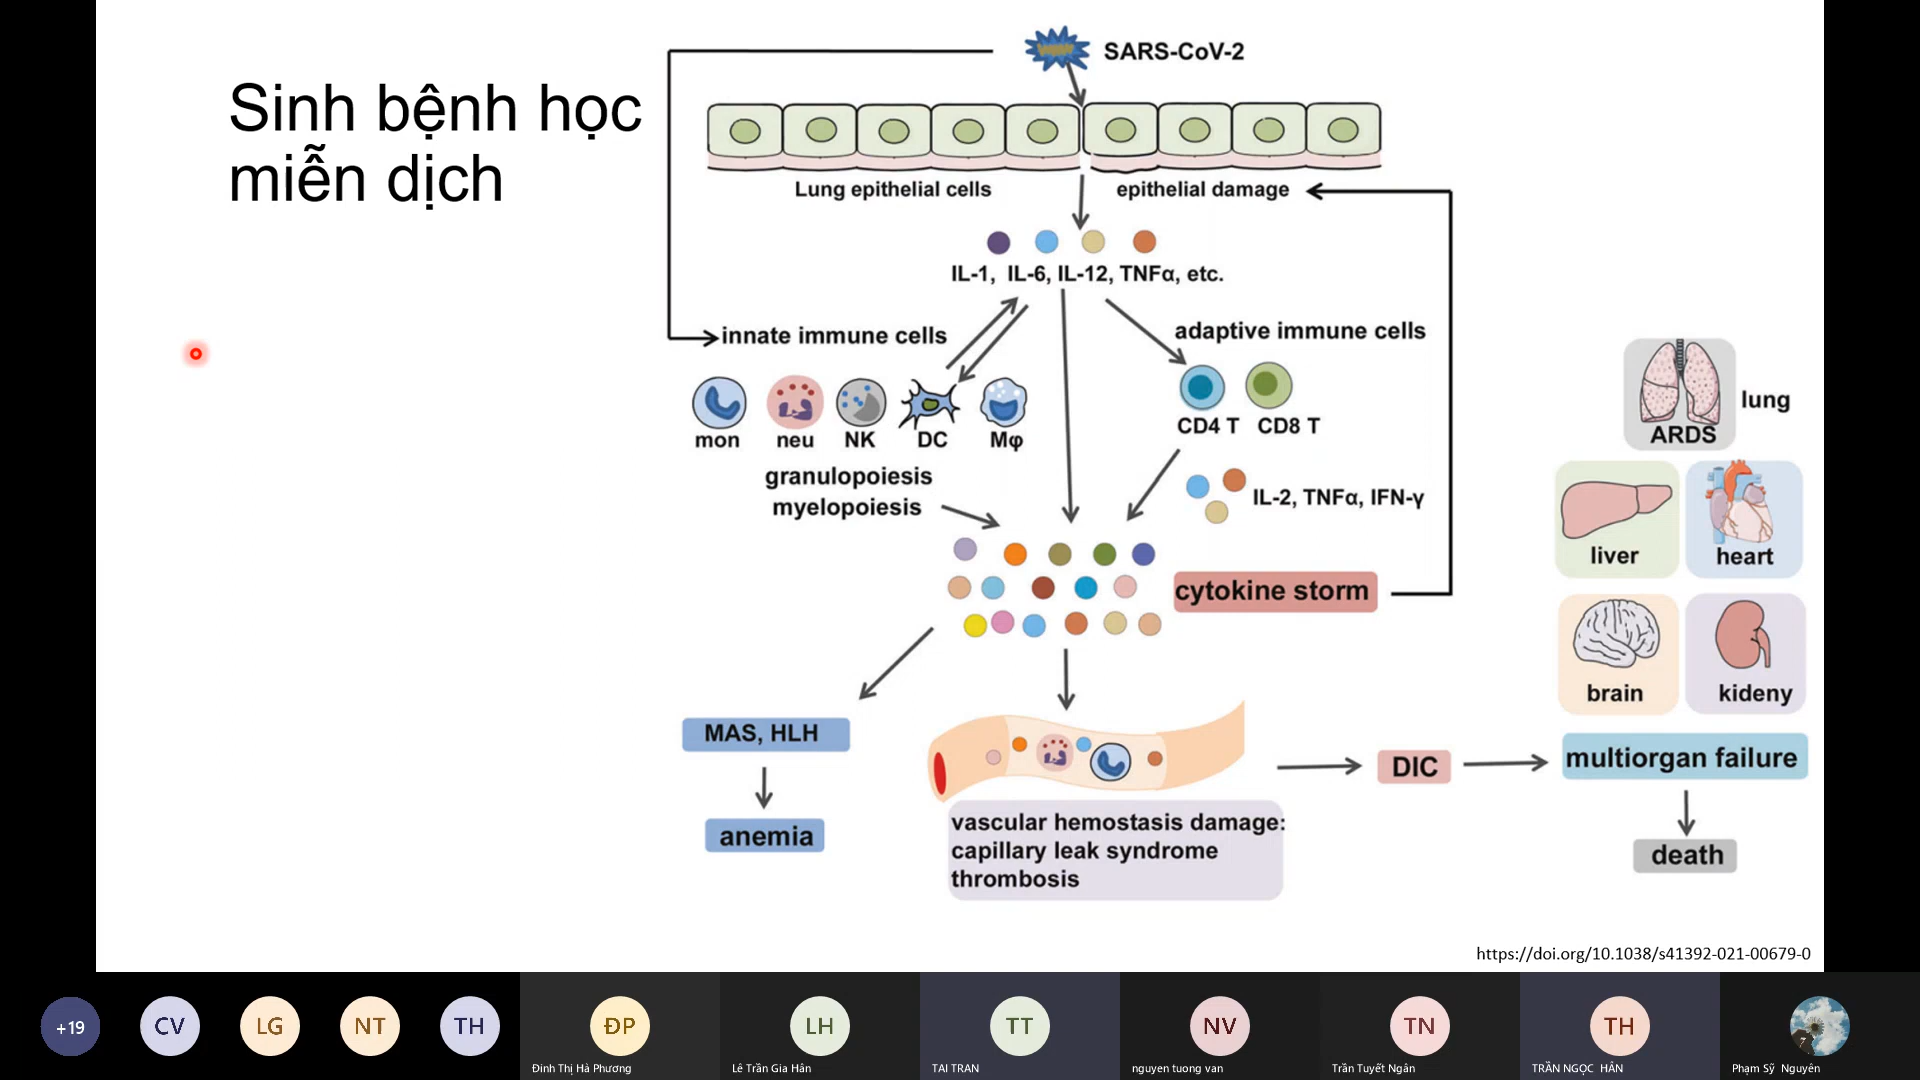 Sinh bệnh học
miễn dịch
SARS-CoV-2
Lung epithelial cells
epithelial damage
IL-1, IL-6, IL-12, TNFα, etc.
innate immune cells
adaptive immune cells
mon
neu
NK
DC
Mφ
CD4 T
CD8 T
granulopoiesis
myelopoiesis
IL-2, TNFα, IFN-γ
cytokine storm
lung
ARDS
liver
heart
brain
kideny
MAS, HLH
anemia
vascular hemostasis damage:
capillary leak syndrome
thrombosis
DIC
multiorgan failure
death
https://doi.org/10.1038/s41392-021-00679-0
+19
CV
LG
NT
TH
ĐP
Đinh Thị Hà Phương
LH
Lê Trần Gia Hân
TT
TAI TRAN
NV
nguyen tuong van
TN
Trần Tuyết Ngân
TH
TRẦN NGỌC HÂN
Phạm Sỹ Nguyên